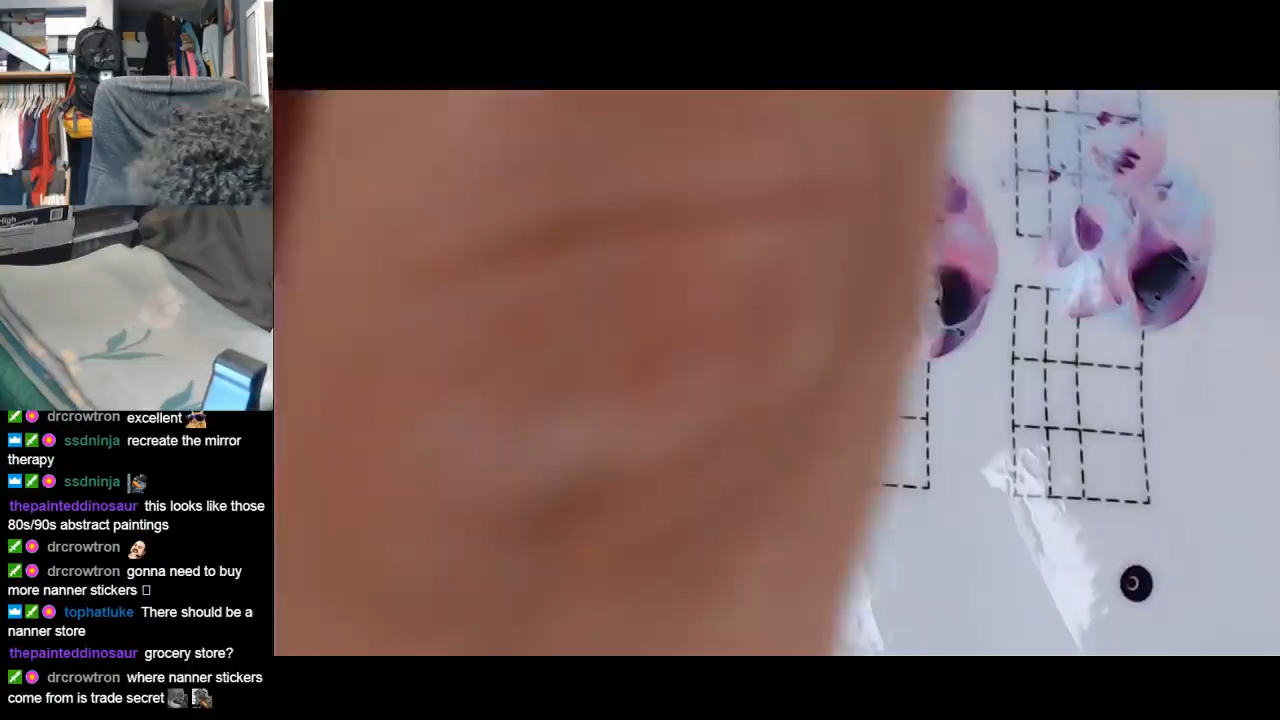 High
drcrowtron excellent
ssdninja recreate the mirror
therapy
ssdninja
thepainteddinosaur this looks like those
80s/90s abstract paintings
drcrowtron
drcrowtron gonna need to buy
more nanner stickers
tophatluke There should be a
nanner store
thepainteddinosaur grocery store?
drcrowtron where nanner stickers
come from is trade secret